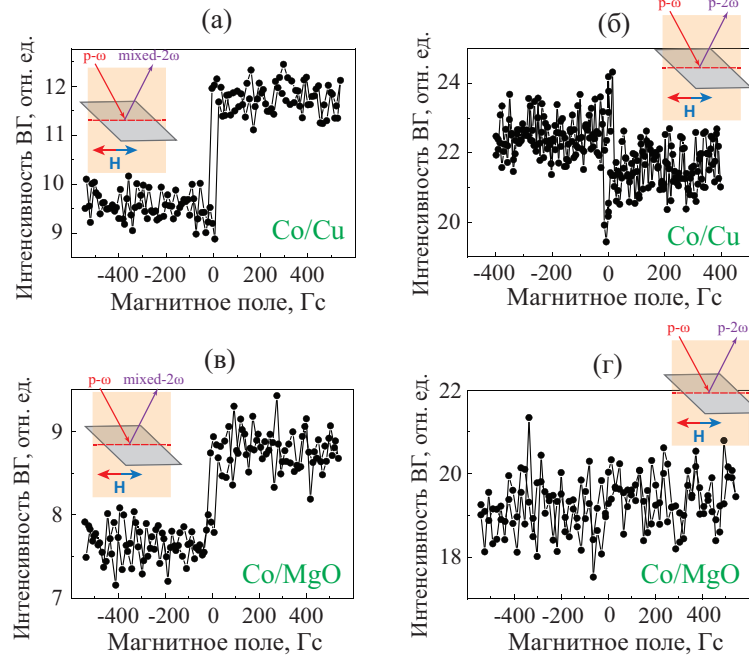 (а)
p-ω
mixed-2ω
H
Интенсивность ВГ, отн. ед.
12
11
10
9
Co/Cu
-400
-200
0
200
400
Магнитное поле, Гс
(б)
p-ω
p-2ω
H
Интенсивность ВГ, отн. ед.
24
22
20
Co/Cu
-400
-200
0
200
400
Магнитное поле, Гс
(в)
p-ω
mixed-2ω
H
Интенсивность ВГ, отн. ед.
9
8
7
Co/MgO
-400
-200
0
200
400
Магнитное поле, Гс
(г)
p-ω
p-2ω
H
Интенсивность ВГ, отн. ед.
22
20
18
Co/MgO
-400
-200
0
200
400
Магнитное поле, Гс